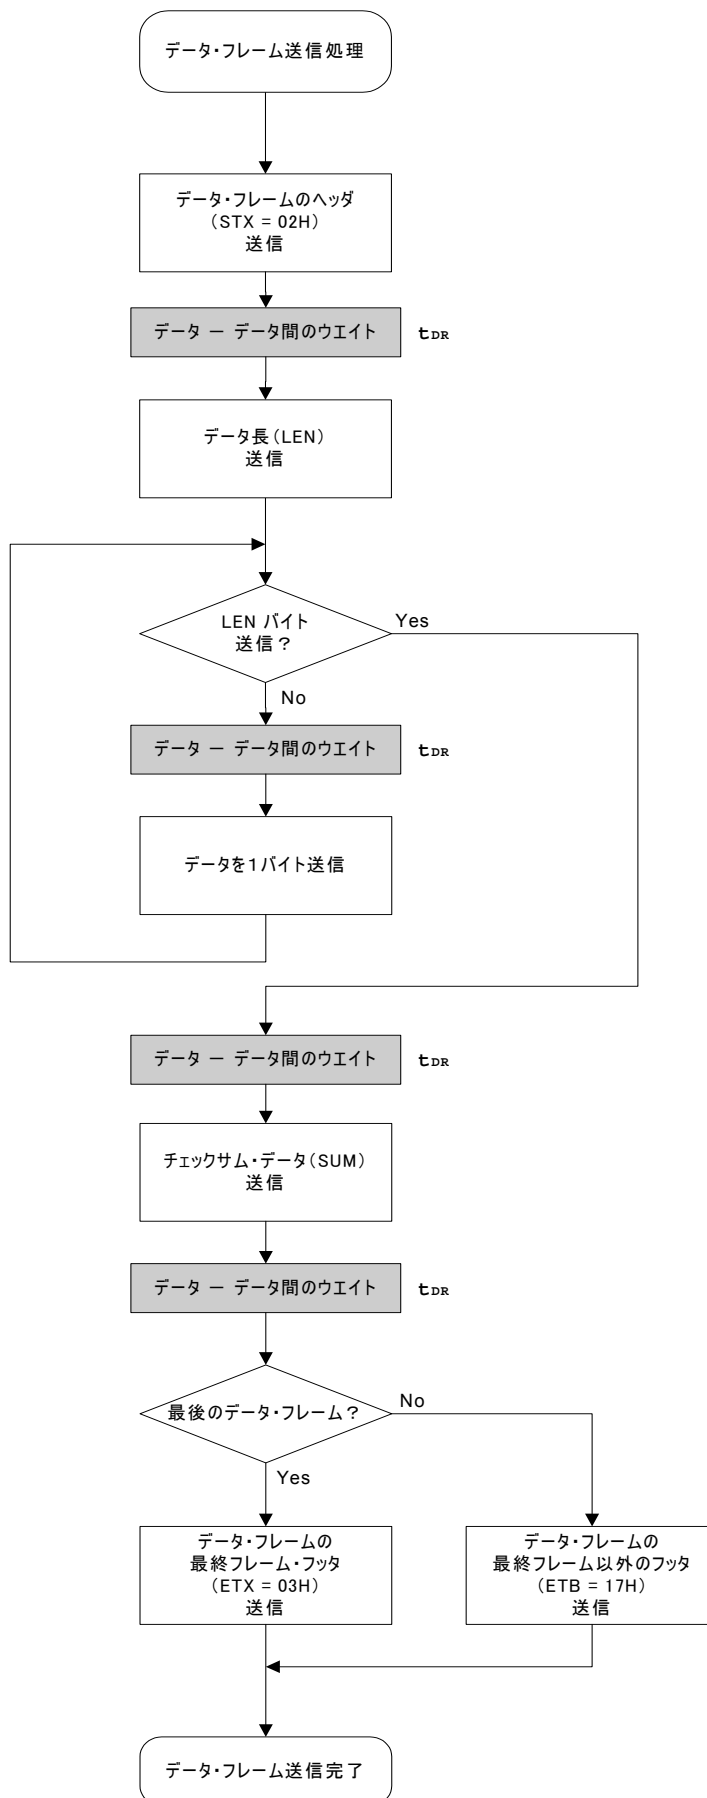 データ・フレーム送信処理
データ・フレームのヘッダ
(STX = 02H)
送信
データ － データ間のウエイト tDR
データ長(LEN)
送信
LEN バイト
送信？
Yes
No
データ － データ間のウエイト tDR
データを1バイト送信
データ － データ間のウエイト tDR
チェックサム・データ(SUM)
送信
データ － データ間のウエイト tDR
最後のデータ・フレーム？
No
Yes
データ・フレームの
最終フレーム・フッタ
(ETX = 03H)
送信
データ・フレームの
最終フレーム以外のフッタ
(ETB = 17H)
送信
データ・フレーム送信完了